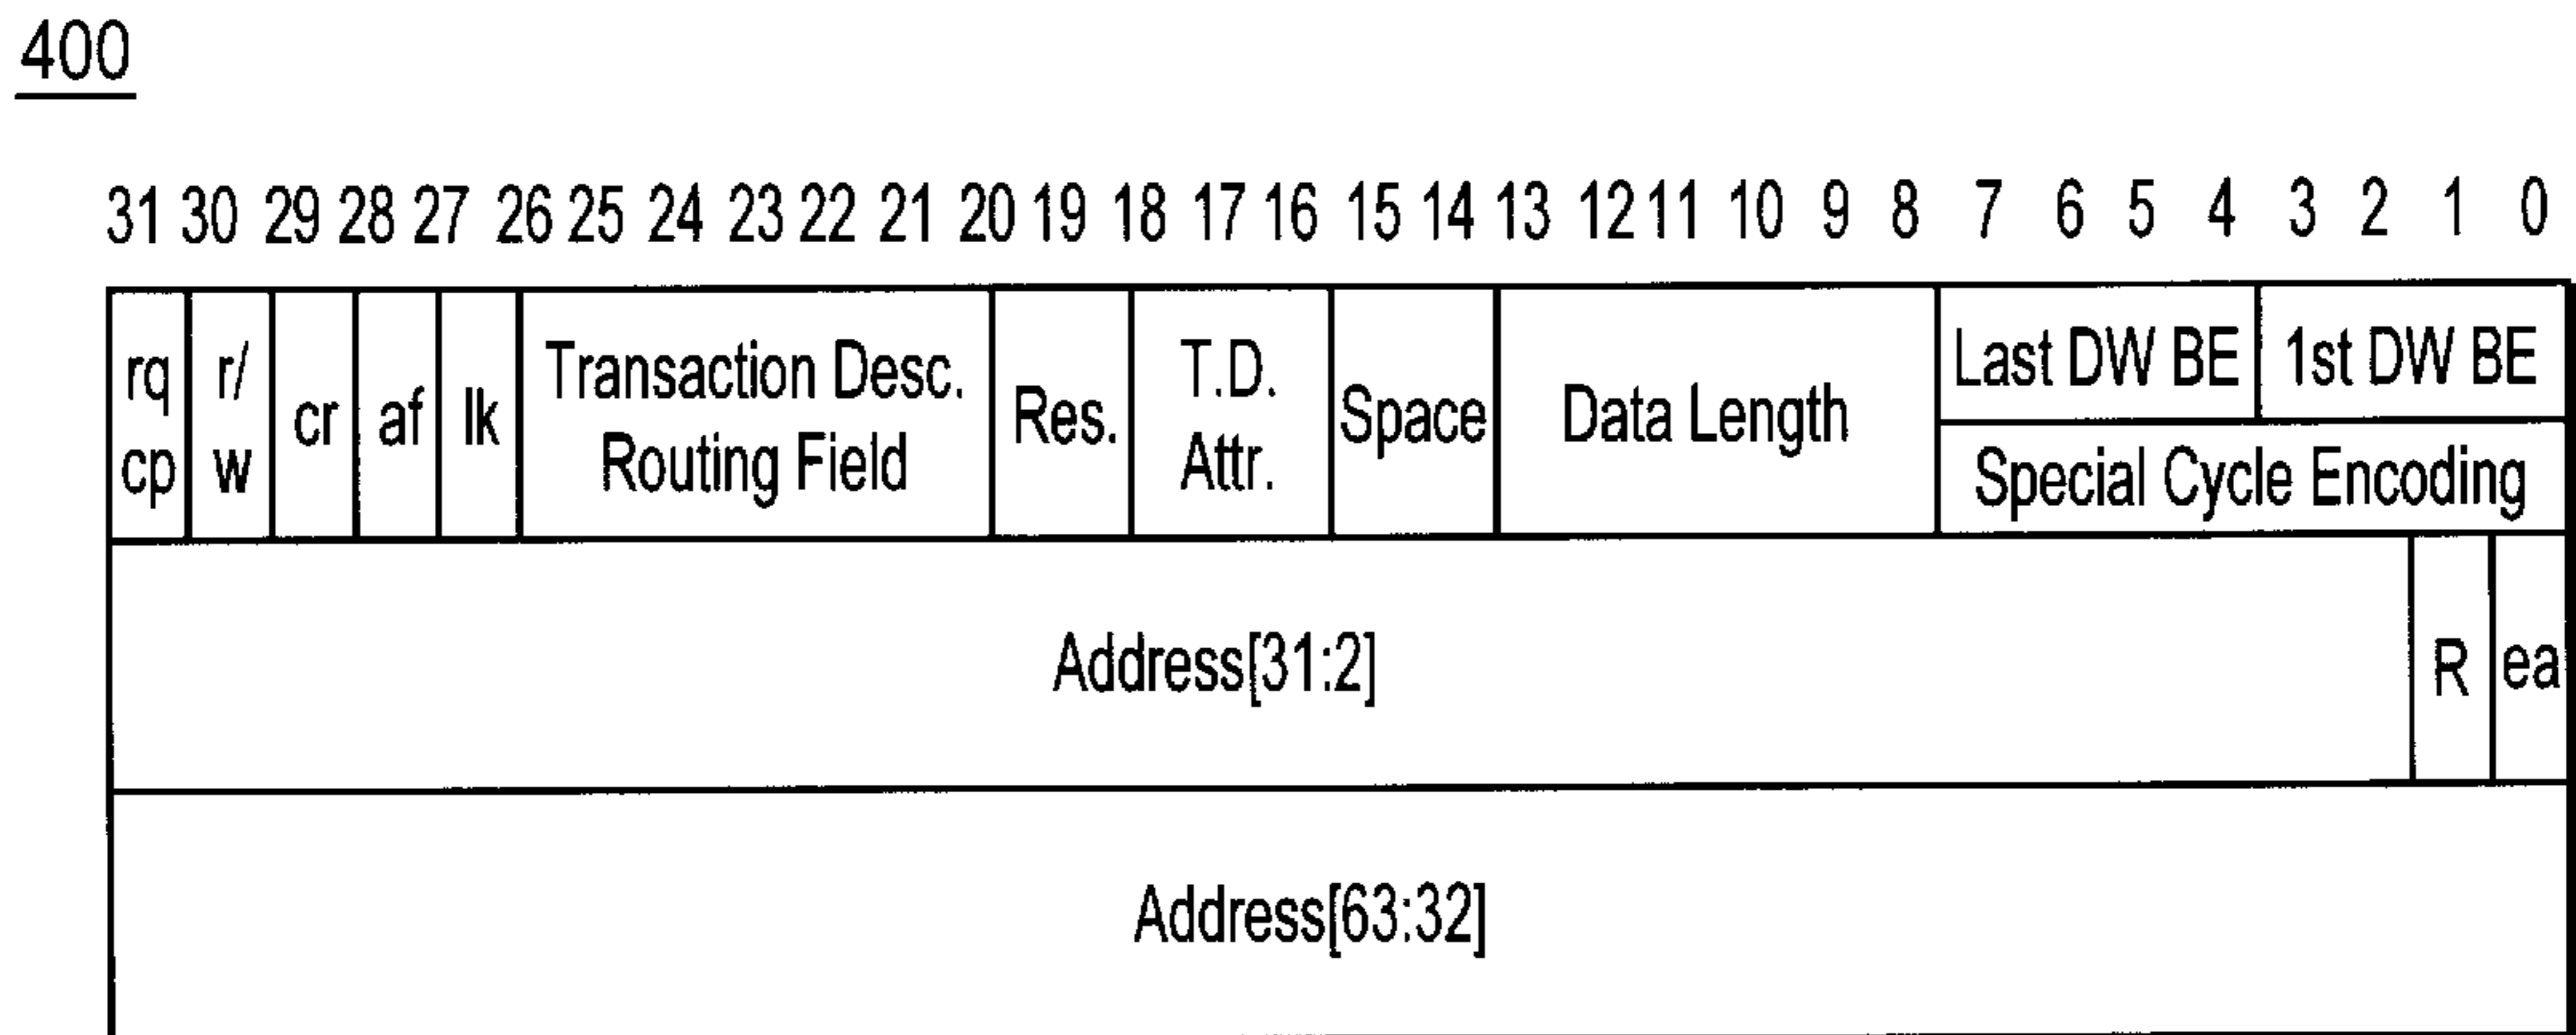 400
31 30 29 28 27 26 25 24 23 22 21 20 19 18 17 16 15 14 13 12 11 10 9 8 7 6 5 4 3 2 1 0
rq
cp
r/
w
cr
af
lk
Transaction Desc.
Routing Field
Res.
T.D.
Attr.
Space
Data Length
Last DW BE
1st DW BE
Special Cycle Encoding
Address[31:2]
R
ea
Address[63:32]